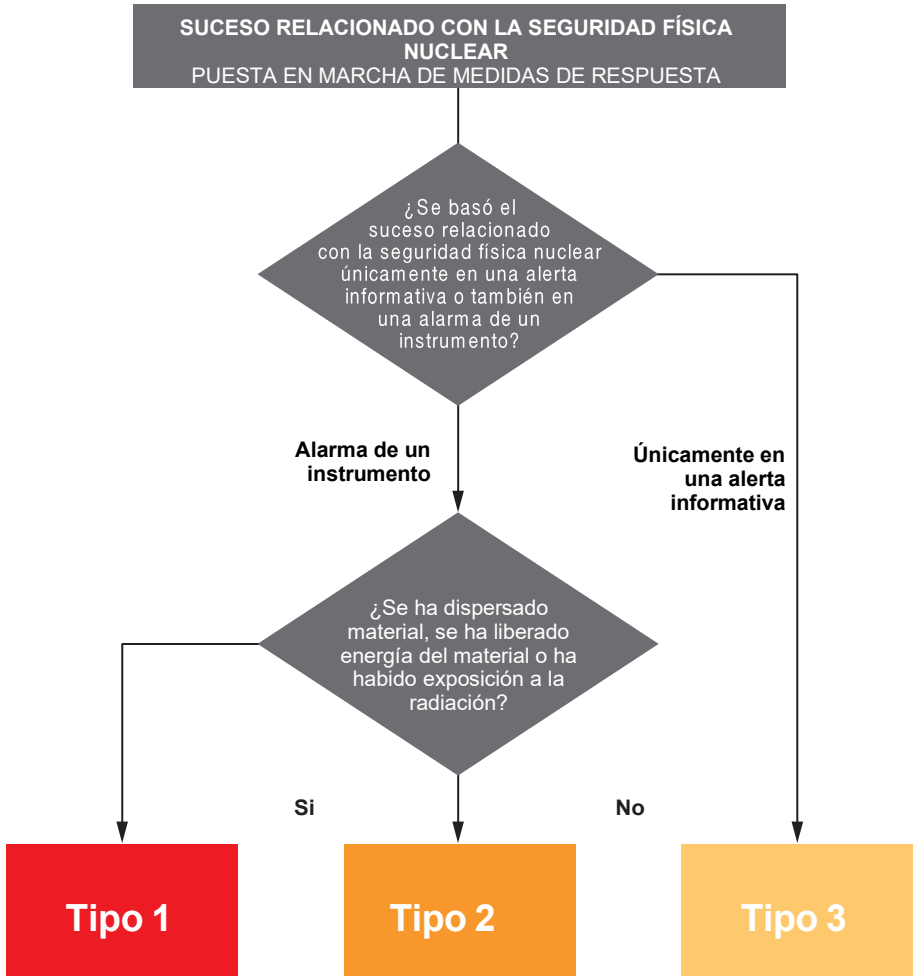 SUCESO RELACIONADO CON LA SEGURIDAD FÍSICA
NUCLEAR
PUESTA EN MARCHA DE MEDIDAS DE RESPUESTA
¿Se basó el
suceso relacionado
con la seguridad física nuclear
únicamente en una alerta
informativa o también en
una alarma de un
instrumento?
Alarma de un
instrumento
Únicamente en
una alerta
informativa
¿Se ha dispersado
material, se ha liberado
energía del material o ha
habido exposición a la
radiación?
Si
No
Tipo 1
Tipo 2
Tipo 3